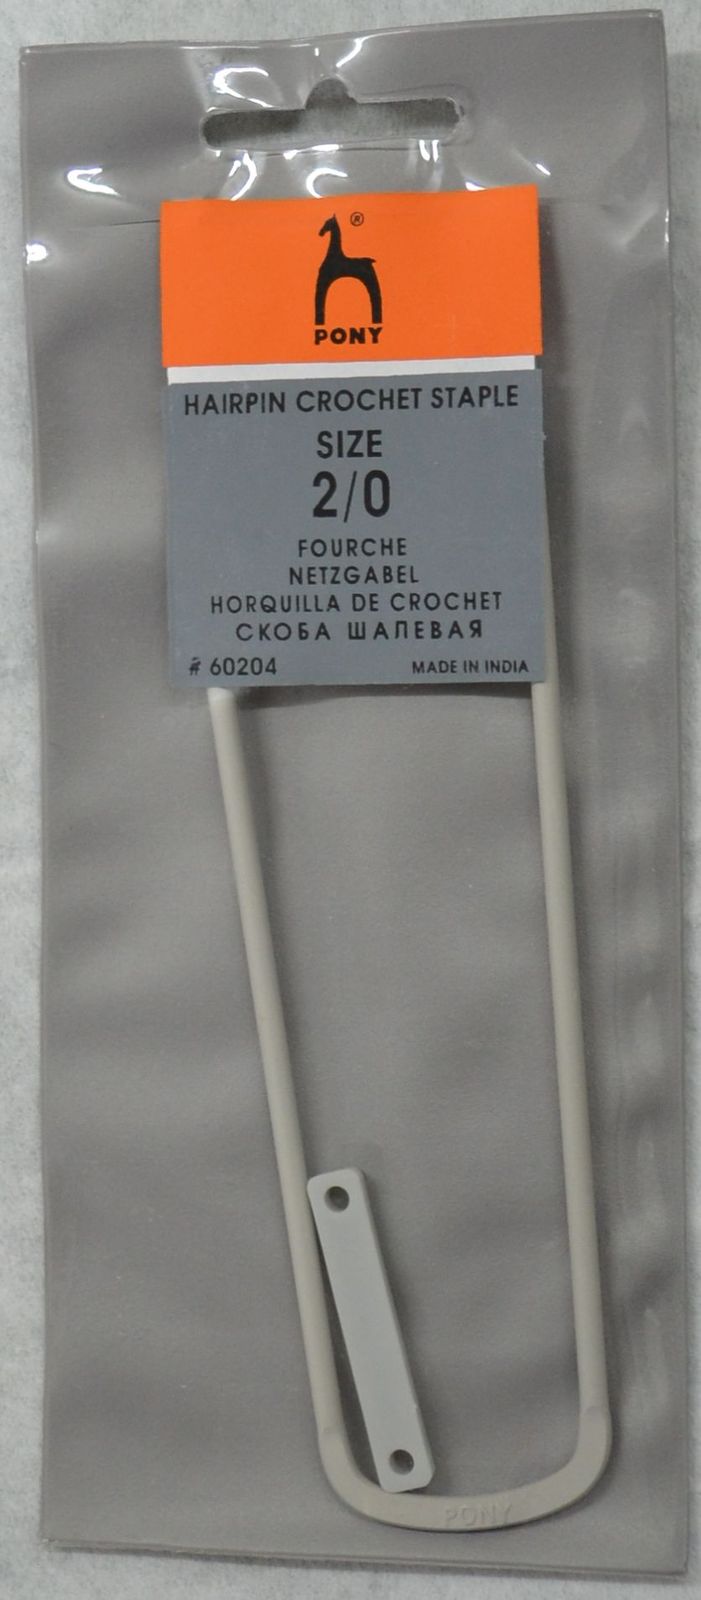 ®
PONY
HAIRPIN CROCHET STAPLE
SIZE
2/0
FOURCHE
NETZGABEL
HORQUILLA DE CROCHET
СКОБА ШАПЕВАЯ
# 60204 MADE IN INDIA
PONY